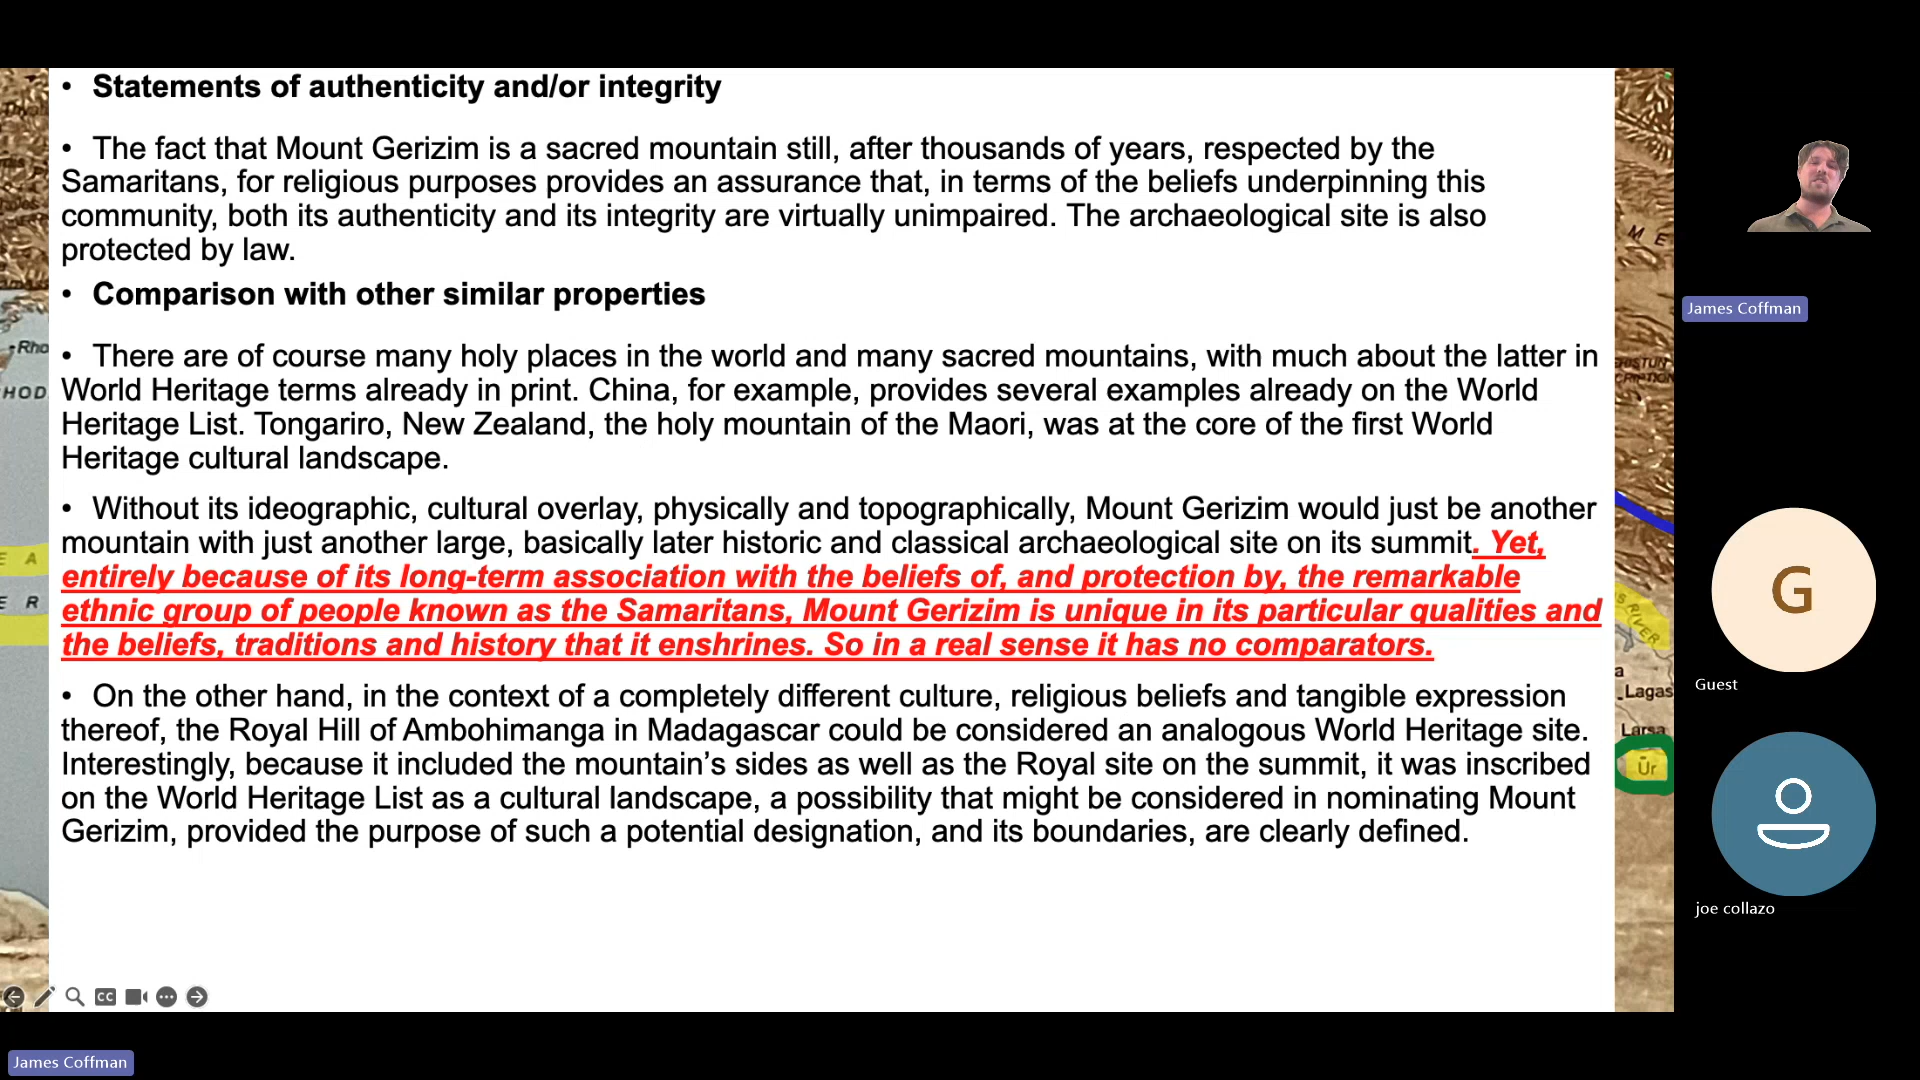 • Statements of authenticity and/or integrity
• The fact that Mount Gerizim is a sacred mountain still, after thousands of years, respected by the
Samaritans, for religious purposes provides an assurance that, in terms of the beliefs underpinning this
community, both its authenticity and its integrity are virtually unimpaired. The archaeological site is also
protected by law.
• Comparison with other similar properties
• There are of course many holy places in the world and many sacred mountains, with much about the latter in
World Heritage terms already in print. China, for example, provides several examples already on the World
Heritage List. Tongariro, New Zealand, the holy mountain of the Maori, was at the core of the first World
Heritage cultural landscape.
• Without its ideographic, cultural overlay, physically and topographically, Mount Gerizim would just be another
mountain with just another large, basically later historic and classical archaeological site on its summit. Yet,
entirely because of its long-term association with the beliefs of, and protection by, the remarkable
ethnic group of people known as the Samaritans, Mount Gerizim is unique in its particular qualities and
the beliefs, traditions and history that it enshrines. So in a real sense it has no comparators.
• On the other hand, in the context of a completely different culture, religious beliefs and tangible expression
thereof, the Royal Hill of Ambohimanga in Madagascar could be considered an analogous World Heritage site.
Interestingly, because it included the mountain's sides as well as the Royal site on the summit, it was inscribed
on the World Heritage List as a cultural landscape, a possibility that might be considered in nominating Mount
Gerizim, provided the purpose of such a potential designation, and its boundaries, are clearly defined.
Rho
HOD
E A
E R
M E
RIVER
Lagas
Larsa
Ūr
CC
James Coffman
G
Guest
joe collazo
James Coffman